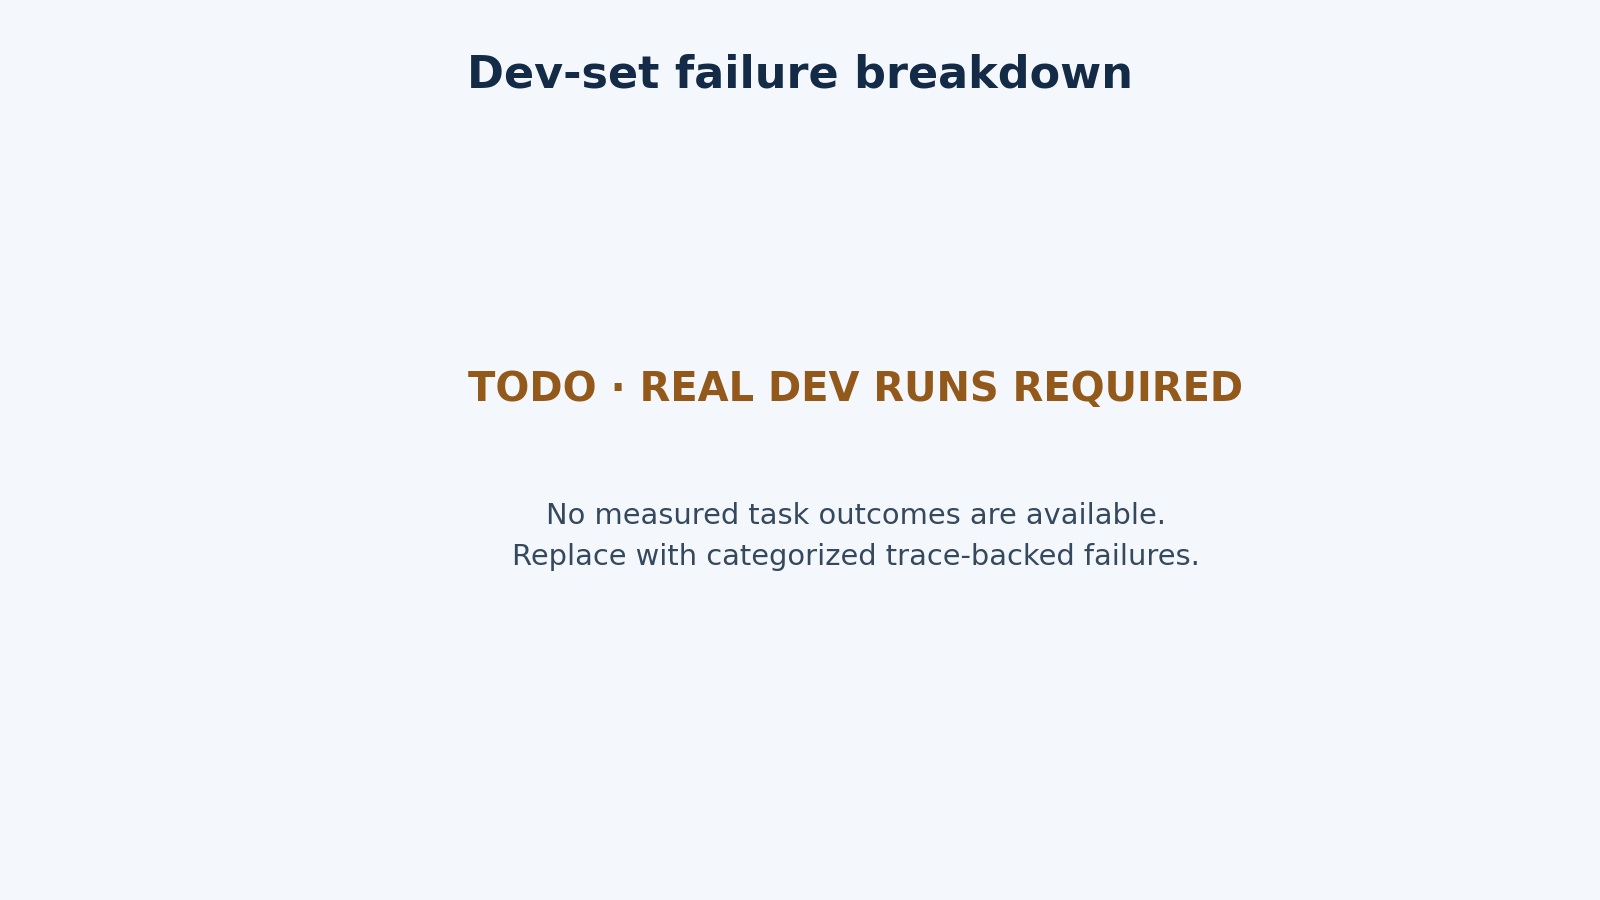 Dev-set failure breakdown
TODO · REAL DEV RUNS REQUIRED
No measured task outcomes are available.
Replace with categorized trace-backed failures.